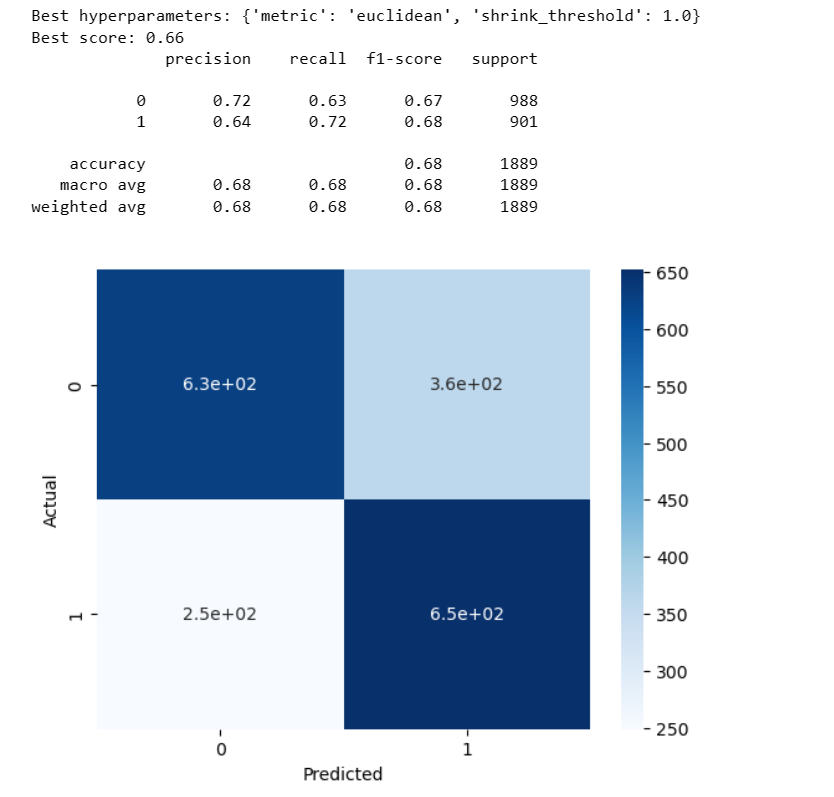 Best hyperparameters: {'metric': 'euclidean', 'shrink_threshold': 1.0}
Best score: 0.66
precision recall f1-score support
0 0.72 0.63 0.67 988
1 0.64 0.72 0.68 901
accuracy 0.68 1889
macro avg 0.68 0.68 0.68 1889
weighted avg 0.68 0.68 0.68 1889
650
600
550
500
450
400
350
300
250
0
6.3e+02 3.6e+02
Actual
1
2.5e+02 6.5e+02
0 1
Predicted